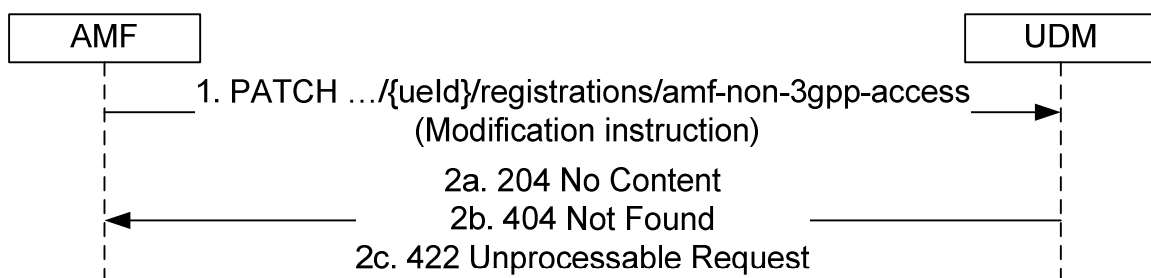 AMF
UDM
1. PATCH …/{ueId}/registrations/amf-non-3gpp-access
(Modification instruction)
2a. 204 No Content
2b. 404 Not Found
2c. 422 Unprocessable Request